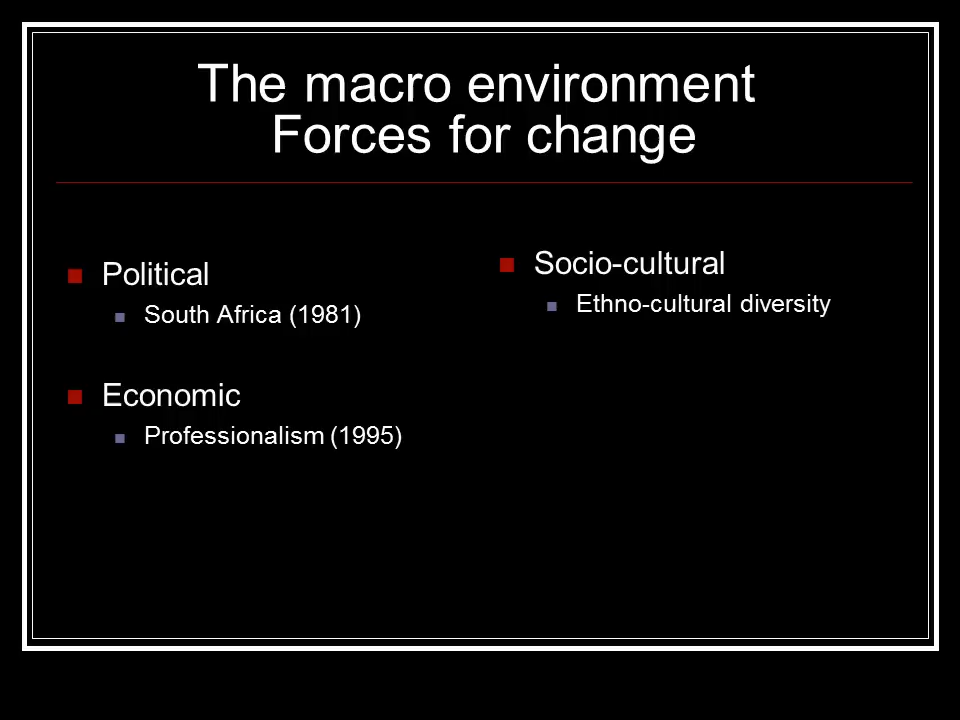 The macro environment
Forces for change
Political
South Africa (1981)
Economic
Professionalism (1995)
Socio-cultural
Ethno-cultural diversity